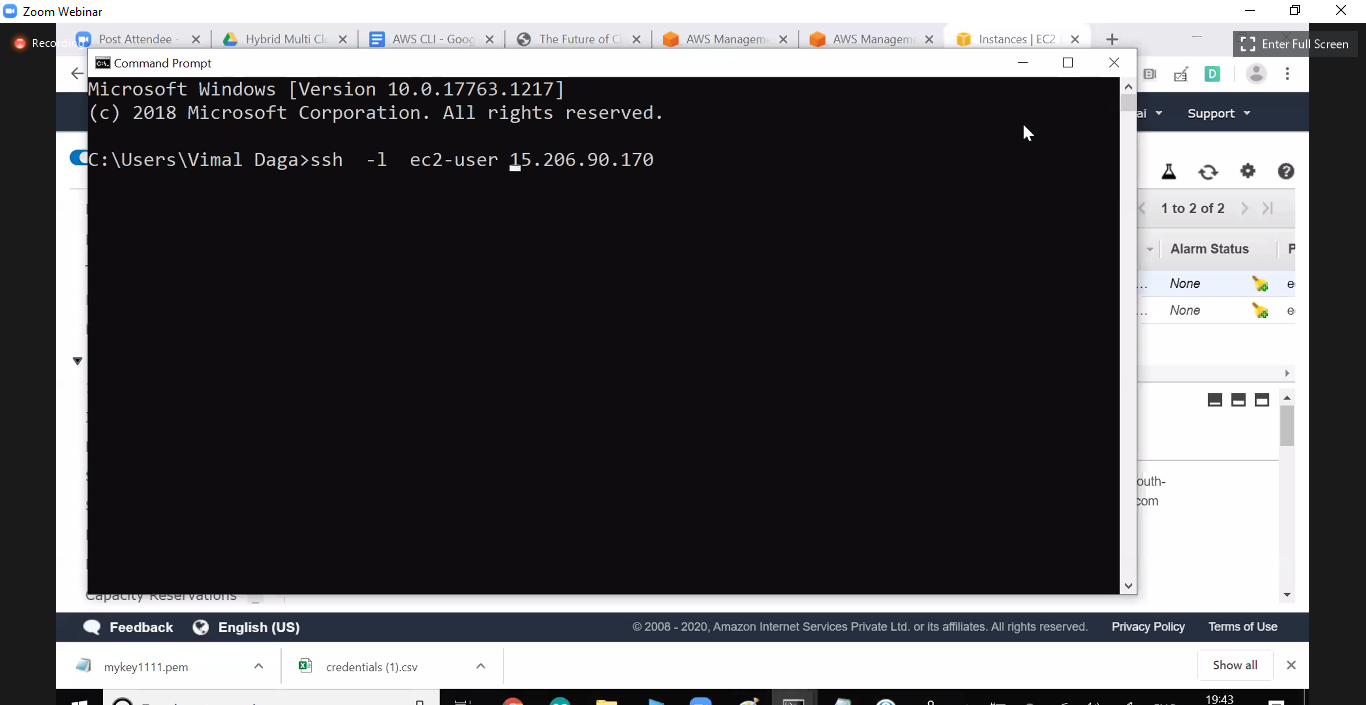 Zoom Webinar
Recording
Post Attendee -
Hybrid Multi Cl
AWS CLI - Goog
The Future of C
AWS Managem
AWS Managem
Instances | EC2
Enter Full Screen
Command Prompt
Microsoft Windows [Version 10.0.17763.1217]
(c) 2018 Microsoft Corporation. All rights reserved.
C:\Users\Vimal Daga>ssh  -l  ec2-user 15.206.90.170
ai
Support
1 to 2 of 2
Alarm Status
None
None
outh-
com
Capacity Reservations
Feedback
English (US)
© 2008 - 2020, Amazon Internet Services Private Ltd. or its affiliates. All rights reserved.
Privacy Policy
Terms of Use
mykey1111.pem
credentials (1).csv
Show all
19:43